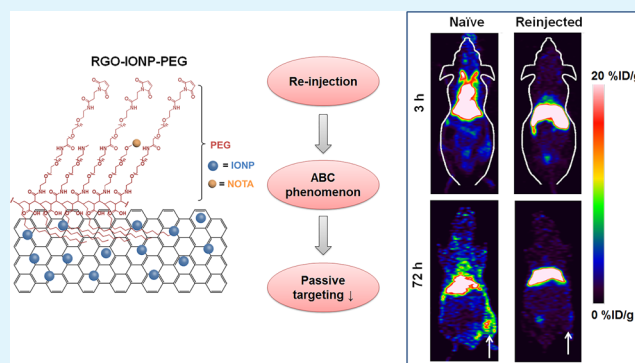 RGO-IONP-PEG
PEG
= IONP
= NOTA
Re-injection
ABC
phenomenon
Passive
targeting ↓
Naïve
Reinjected
3 h
72 h
20 %ID/g
0 %ID/g